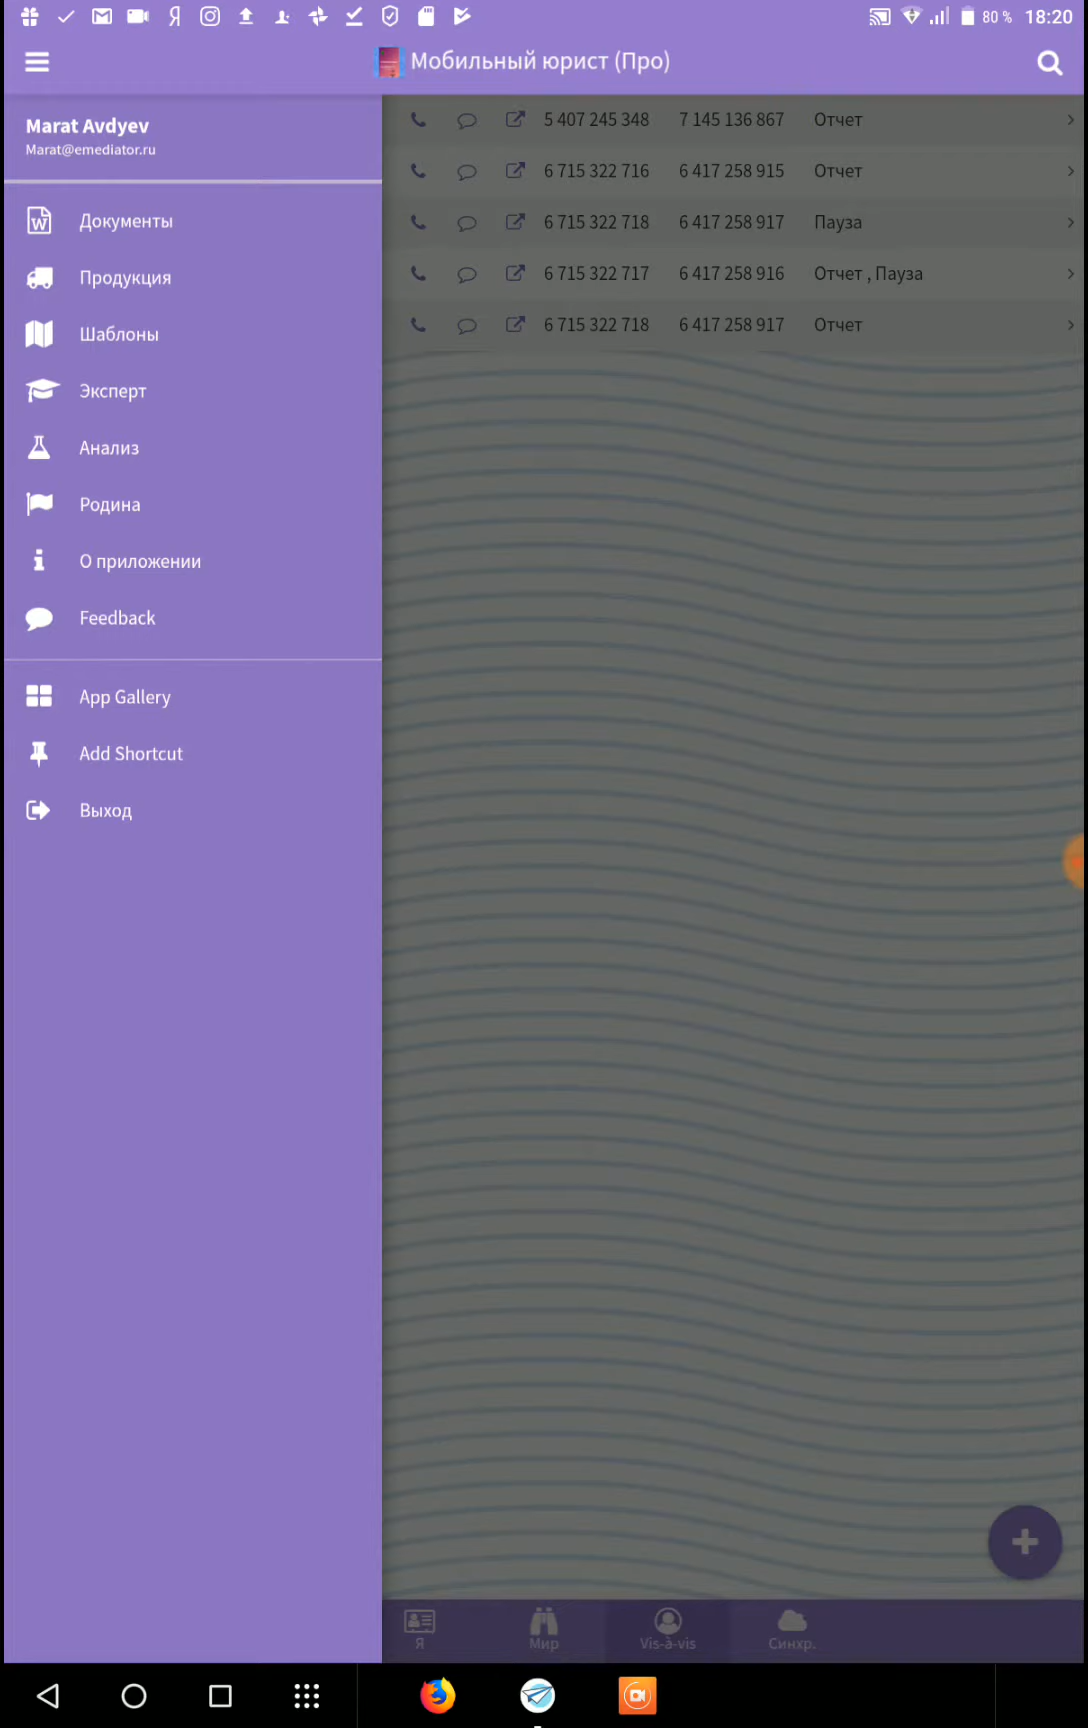 80 % 18:20
Мобильный юрист (Про)
Marat Avdyev
Marat@emediator.ru
Документы
Продукция
Шаблоны
Эксперт
Анализ
Родина
О приложении
Feedback
App Gallery
Add Shortcut
Выход
5 407 245 348 7 145 136 867 Отчет
6 715 322 716 6 417 258 915 Отчет
6 715 322 718 6 417 258 917 Пауза
6 715 322 717 6 417 258 916 Отчет , Пауза
6 715 322 718 6 417 258 917 Отчет
Я Мир Vis-à-vis Синхр.